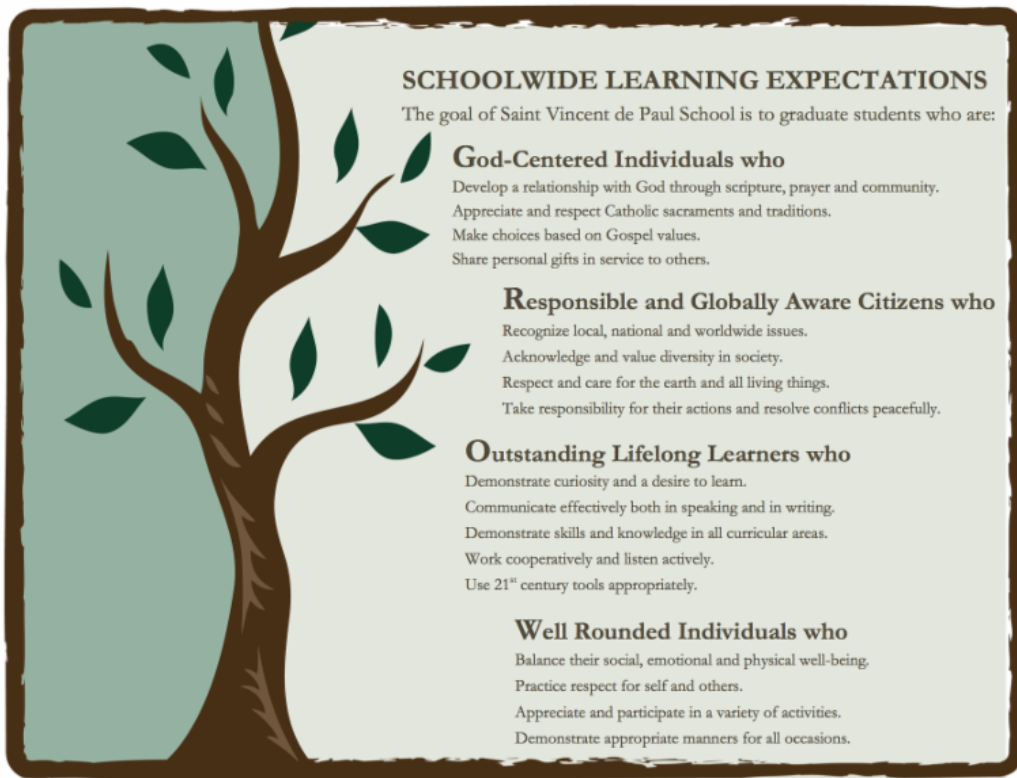 SCHOOLWIDE LEARNING EXPECTATIONS
The goal of Saint Vincent de Paul School is to graduate students who are:
God-Centered Individuals who
Develop a relationship with God through scripture, prayer and community.
Appreciate and respect Catholic sacraments and traditions.
Make choices based on Gospel values.
Share personal gifts in service to others.
Responsible and Globally Aware Citizens who
Recognize local, national and worldwide issues.
Acknowledge and value diversity in society.
Respect and care for the earth and all living things.
Take responsibility for their actions and resolve conflicts peacefully.
Outstanding Lifelong Learners who
Demonstrate curiosity and a desire to learn.
Communicate effectively both in speaking and in writing.
Demonstrate skills and knowledge in all curricular areas.
Work cooperatively and listen actively.
Use 21st century tools appropriately.
Well Rounded Individuals who
Balance their social, emotional and physical well-being.
Practice respect for self and others.
Appreciate and participate in a variety of activities.
Demonstrate appropriate manners for all occasions.